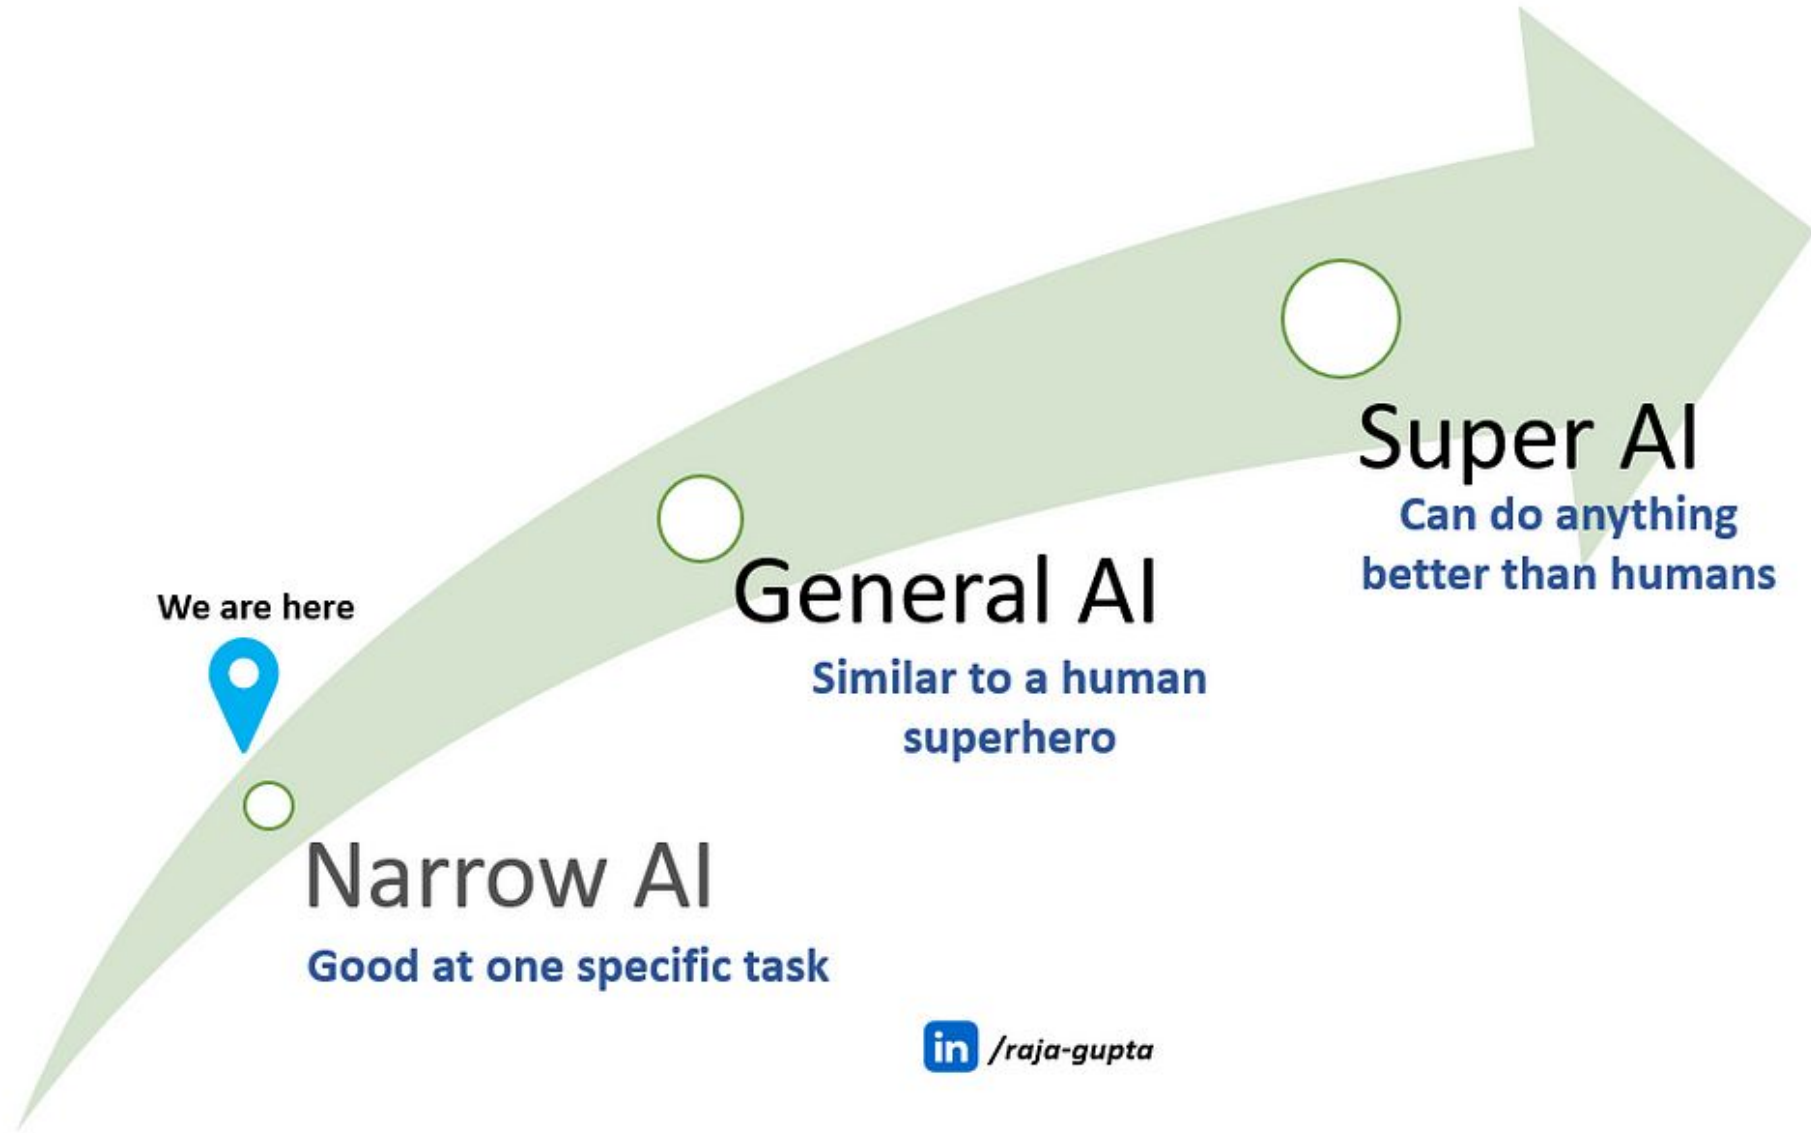 We are here
Narrow AI
Good at one specific task
General AI
Similar to a human
superhero
Super AI
Can do anything
better than humans
in /raja-gupta